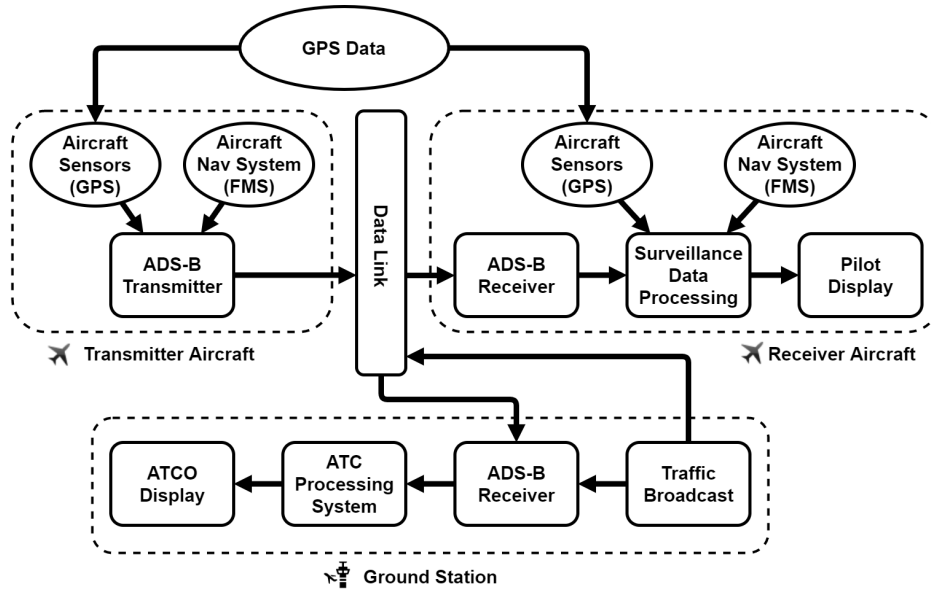 GPS Data
Aircraft
Sensors
(GPS)
Aircraft
Nav System
(FMS)
ADS-B
Transmitter
Transmitter Aircraft
Data Link
Aircraft
Sensors
(GPS)
Aircraft
Nav System
(FMS)
ADS-B
Receiver
Surveillance
Data
Processing
Pilot
Display
Receiver Aircraft
ATCO
Display
ATC
Processing
System
ADS-B
Receiver
Traffic
Broadcast
Ground Station